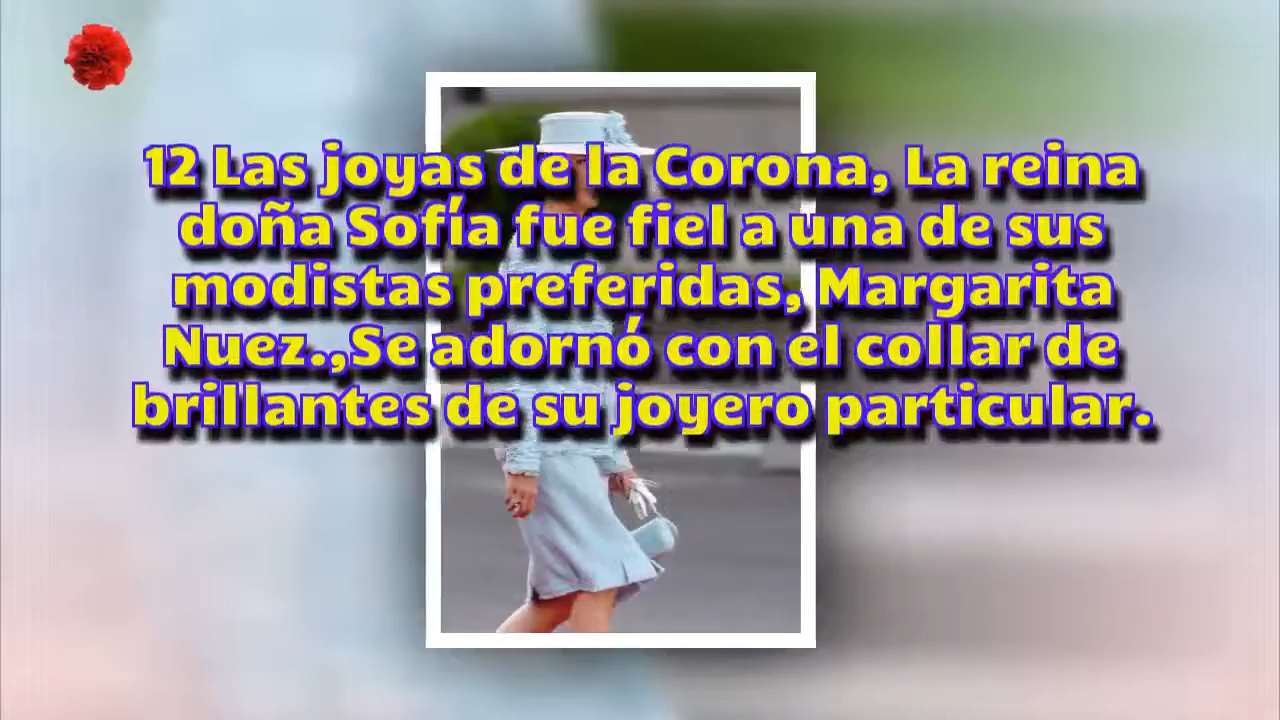 12 Las joyas de la Corona, La reina
doña Sofía fue fiel a una de sus
modistas preferidas, Margarita
Nuez.,Se adornó con el collar de
brillantes de su joyero particular.